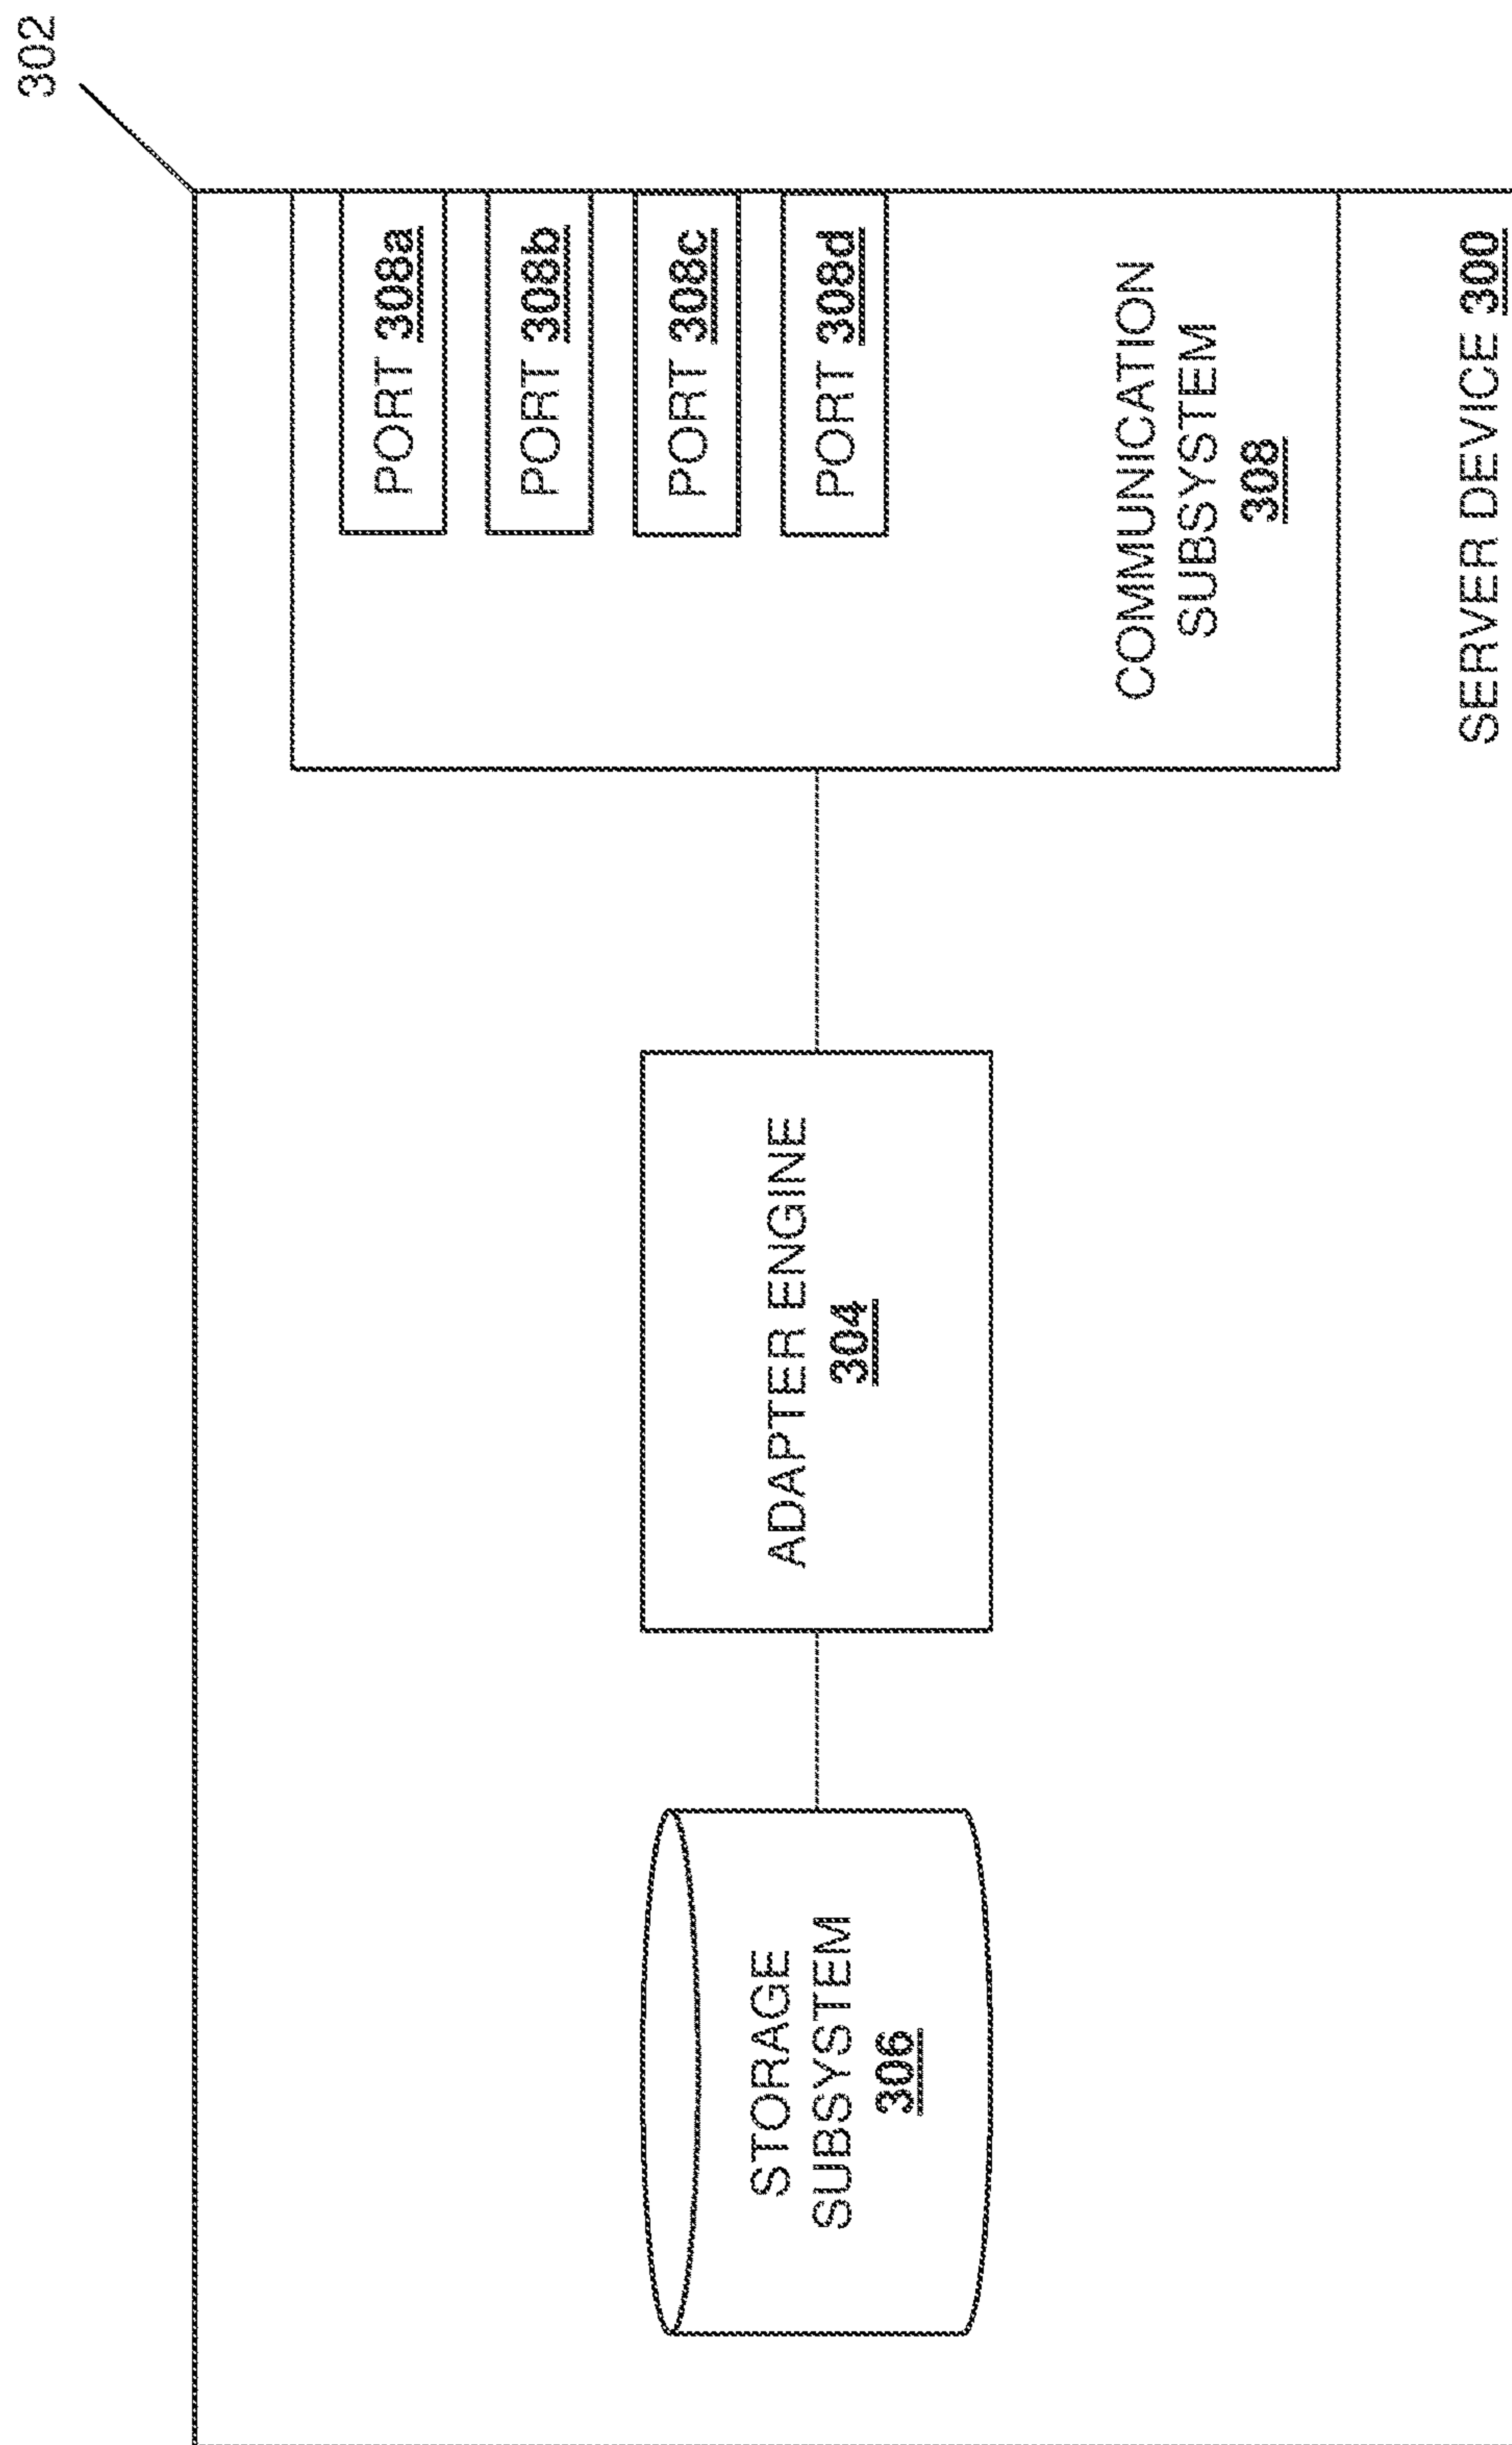 302
STORAGE
SUBSYSTEM
306
ADAPTER ENGINE
304
PORT 308a
PORT 308b
PORT 308c
PORT 308d
COMMUNICATION
SUBSYSTEM
308
SERVER DEVICE 300